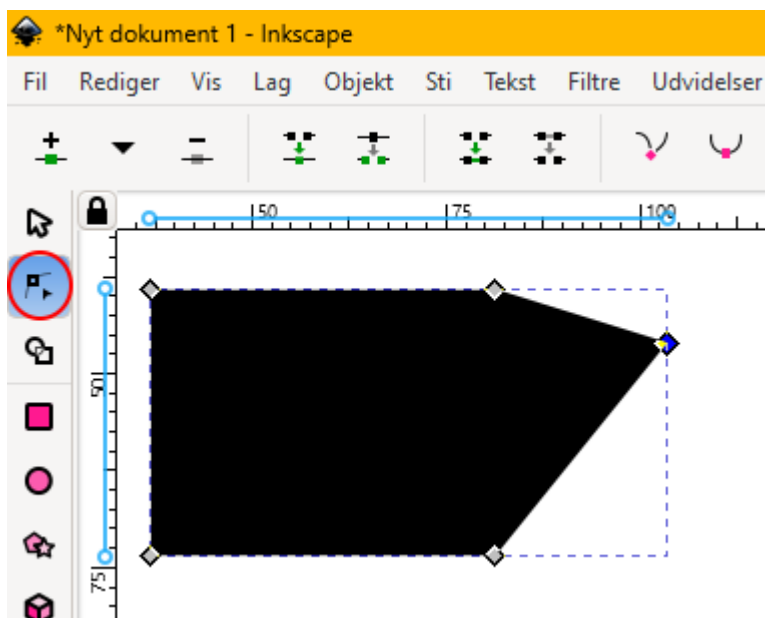 *Nyt dokument 1 - Inkscape
Fil Rediger Vis Lag Objekt Sti Tekst Filtre Udvidelser
50 75 100
50
75